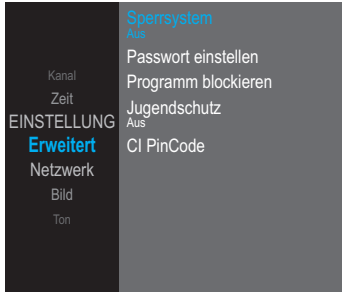 Kanal
Zeit
EINSTELLUNG
Erweitert
Netzwerk
Bild
Ton
Sperrsystem
Aus
Passwort einstellen
Programm blockieren
Jugendschutz
Aus
CI PinCode